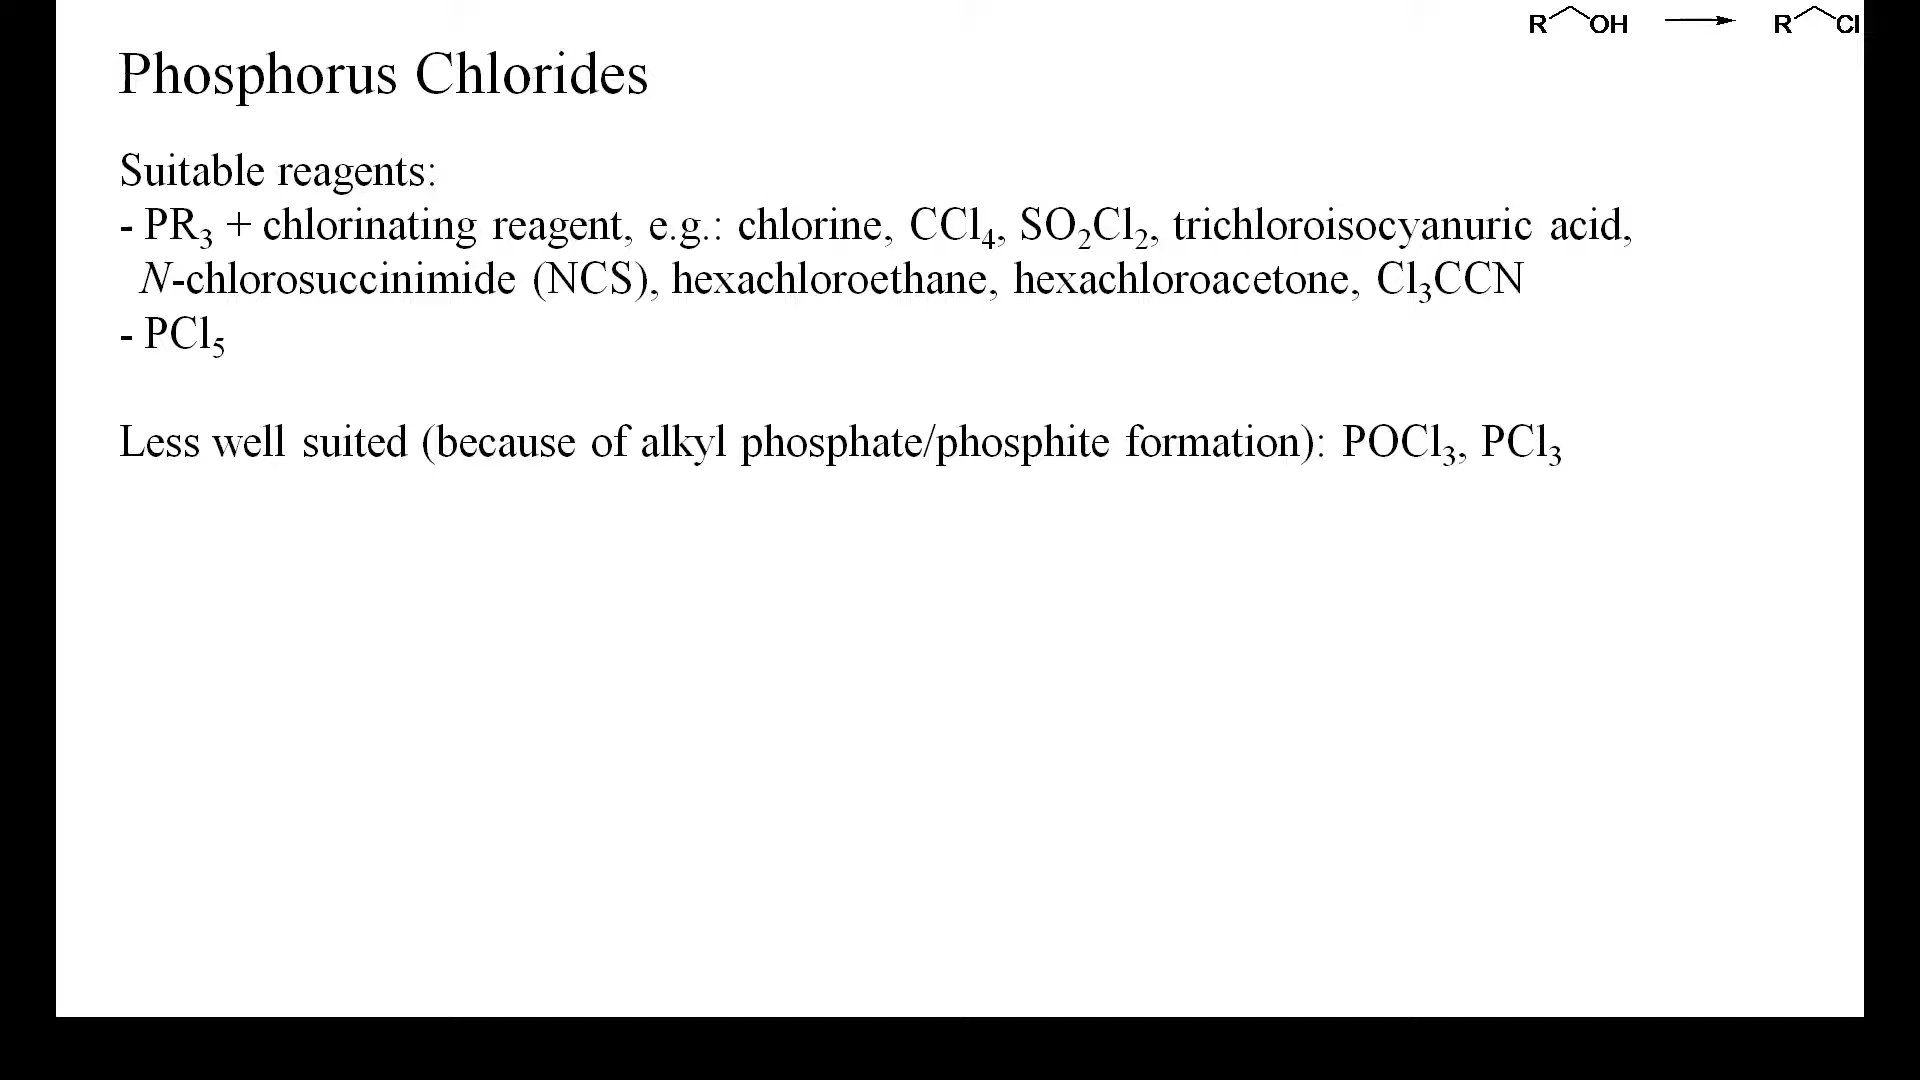 R OH → R Cl
Phosphorus Chlorides
Suitable reagents:
- PR₃ + chlorinating reagent, e.g.: chlorine, CCl₄, SO₂Cl₂, trichloroisocyanuric acid,
N-chlorosuccinimide (NCS), hexachloroethane, hexachloroacetone, Cl₃CCN
- PCl₅
Less well suited (because of alkyl phosphate/phosphite formation): POCl₃, PCl₃